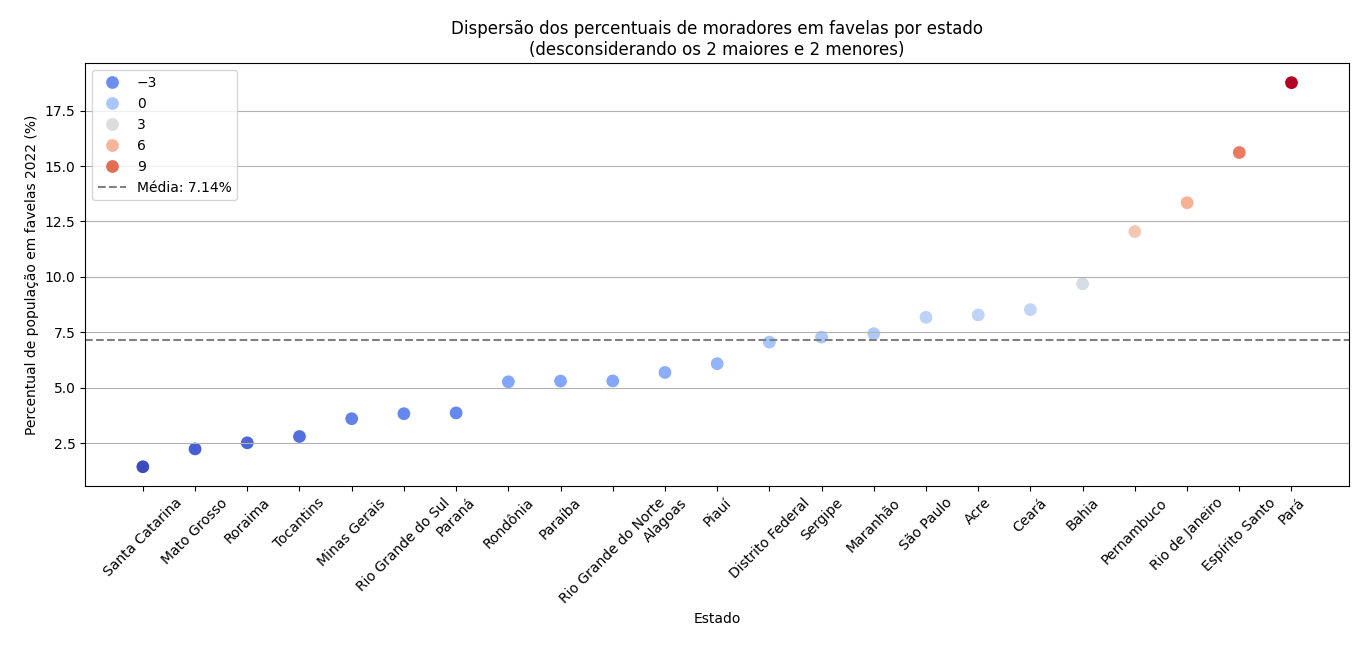 Dispersão dos percentuais de moradores em favelas por estado
(desconsiderando os 2 maiores e 2 menores)
−3
0
3
6
9
Média: 7.14%
Percentual de população em favelas 2022 (%)
17.5
15.0
12.5
10.0
7.5
5.0
2.5
Santa Catarina
Mato Grosso
Roraima
Tocantins
Minas Gerais
Rio Grande do Sul
Paraná
Rondônia
Paraíba
Rio Grande do Norte
Alagoas
Piauí
Distrito Federal
Sergipe
Maranhão
São Paulo
Acre
Ceará
Bahia
Pernambuco
Rio de Janeiro
Espírito Santo
Pará
Estado